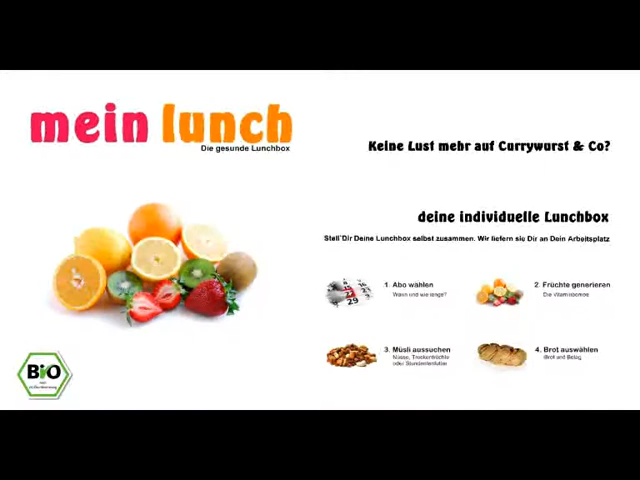 mein lunch
Die gesunde Lunchbox
Keine Lust mehr auf Currywurst & Co?
deine individuelle Lunchbox
Stell`Dir Deine Lunchbox selbst zusammen. Wir liefern sie Dir an Dein Arbeitsplatz
1. Abo wählen
Wann und wie lange?
2. Früchte generieren
Die Vitaminbombe
3. Müsli aussuchen
Nüsse, Trockenfrüchte
oder Studentenfutter
4. Brot auswählen
Brot und Belag
BIO